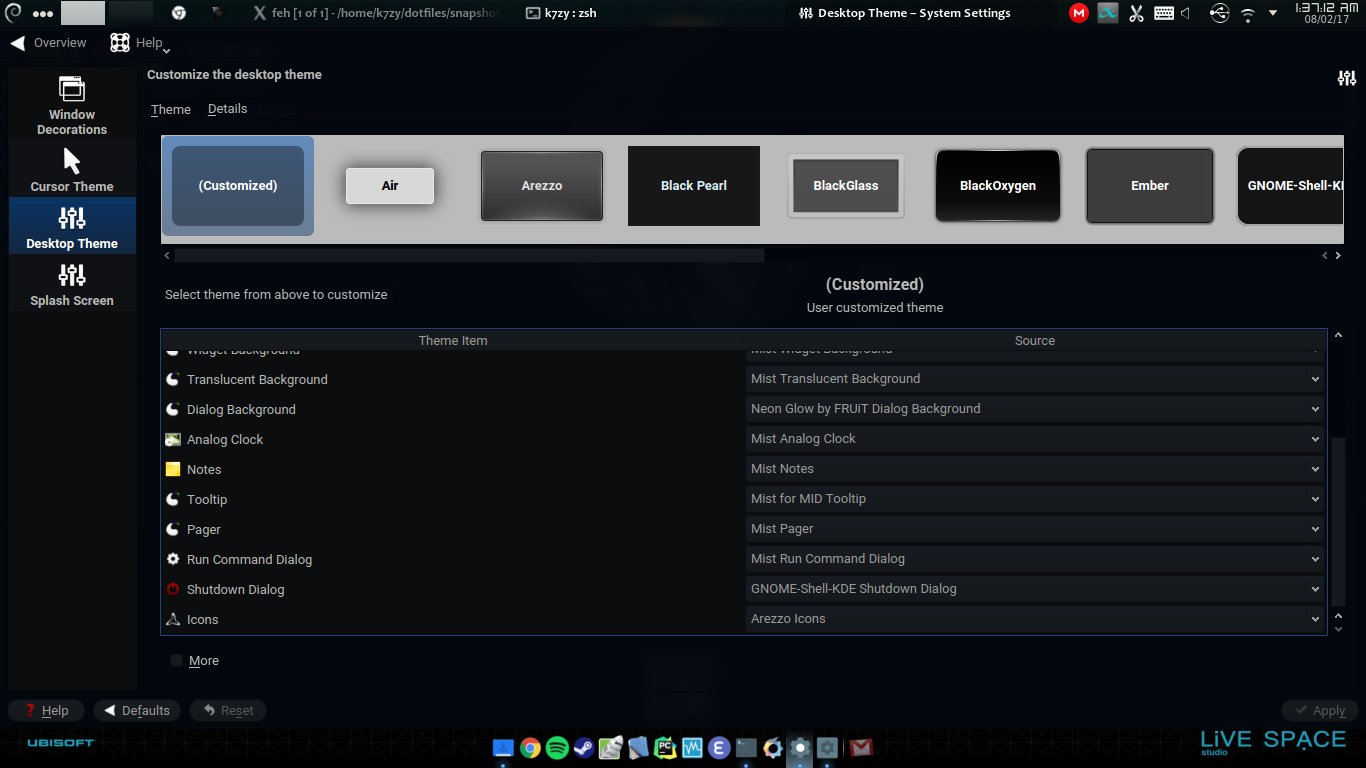 feh [1 of 1] - /home/k7zy/dotfiles/snapshot
k7zy : zsh
Desktop Theme – System Settings
1:37:12 AM
08/02/17
Overview
Help
Customize the desktop theme
Theme
Details
Window
Decorations
Cursor Theme
Desktop Theme
Splash Screen
(Customized)
Air
Arezzo
Black Pearl
BlackGlass
BlackOxygen
Ember
GNOME-Shell-KI
Select theme from above to customize
(Customized)
User customized theme
Theme Item
Source
Widget Background
Mist Widget Background
Translucent Background
Mist Translucent Background
Dialog Background
Neon Glow by FRUiT Dialog Background
Analog Clock
Mist Analog Clock
Notes
Mist Notes
Tooltip
Mist for MID Tooltip
Pager
Mist Pager
Run Command Dialog
Mist Run Command Dialog
Shutdown Dialog
GNOME-Shell-KDE Shutdown Dialog
Icons
Arezzo Icons
More
Help
Defaults
Reset
Apply
UBISOFT
LiVE SPACE
studio